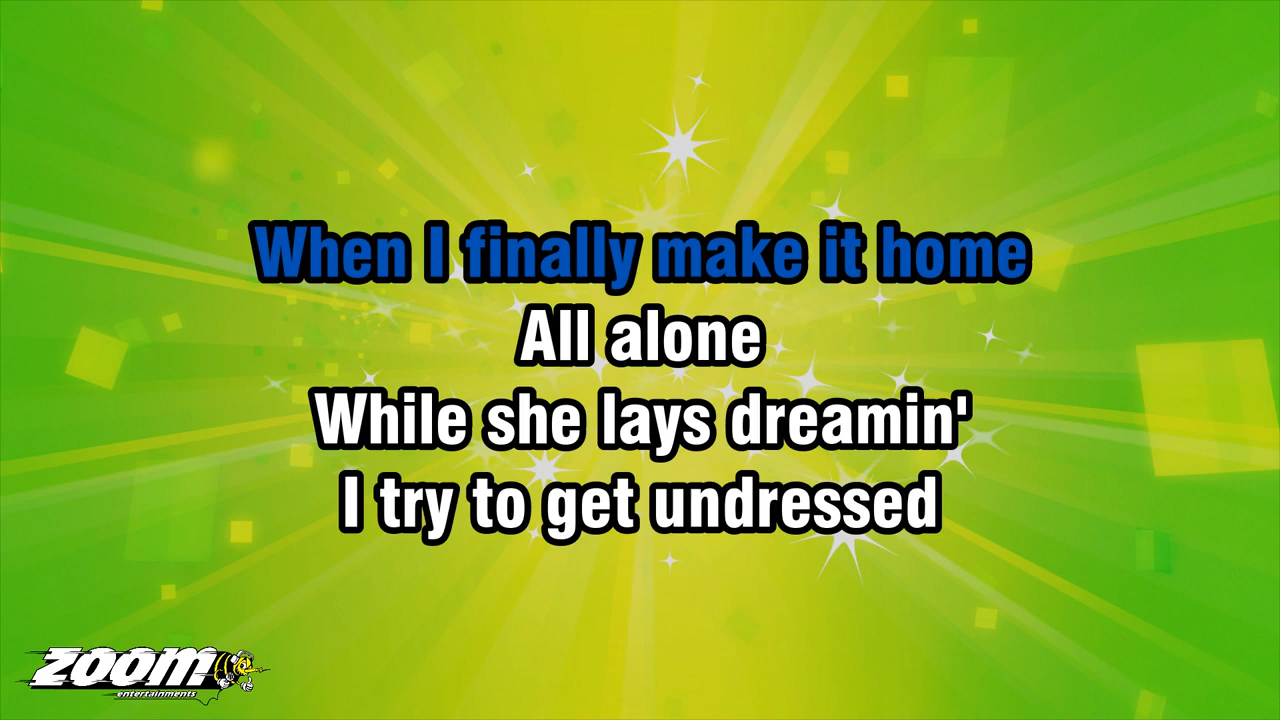 When I finally make it home
All alone
While she lays dreamin'
I try to get undressed
zoom
entertainments